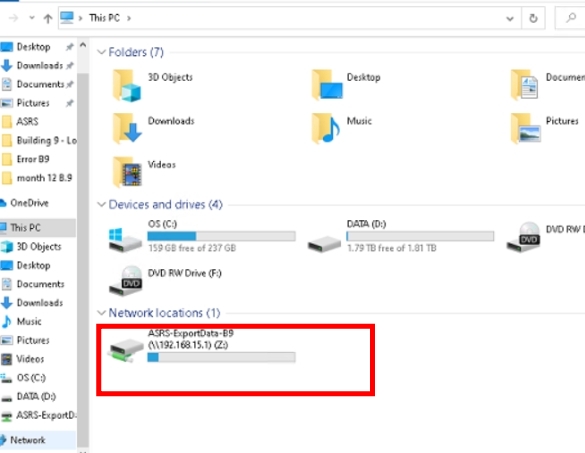 This PC
Desktop
Downloads
Documents
Pictures
ASRS
Building 9 - Lo
Error B9
month 12 B.9
OneDrive
This PC
3D Objects
Desktop
Documents
Downloads
Music
Pictures
Videos
OS (C:)
DATA (D:)
ASRS-ExportDa
Network
Folders (7)
3D Objects
Desktop
Documen
Downloads
Music
Pictures
Videos
Devices and drives (4)
OS (C:)
159 GB free of 237 GB
DATA (D:)
1.79 TB free of 1.81 TB
DVD
DVD RW D
DVD
DVD RW Drive (F:)
Network locations (1)
ASRS-ExportData-B9
(\\192.168.15.1) (Z:)